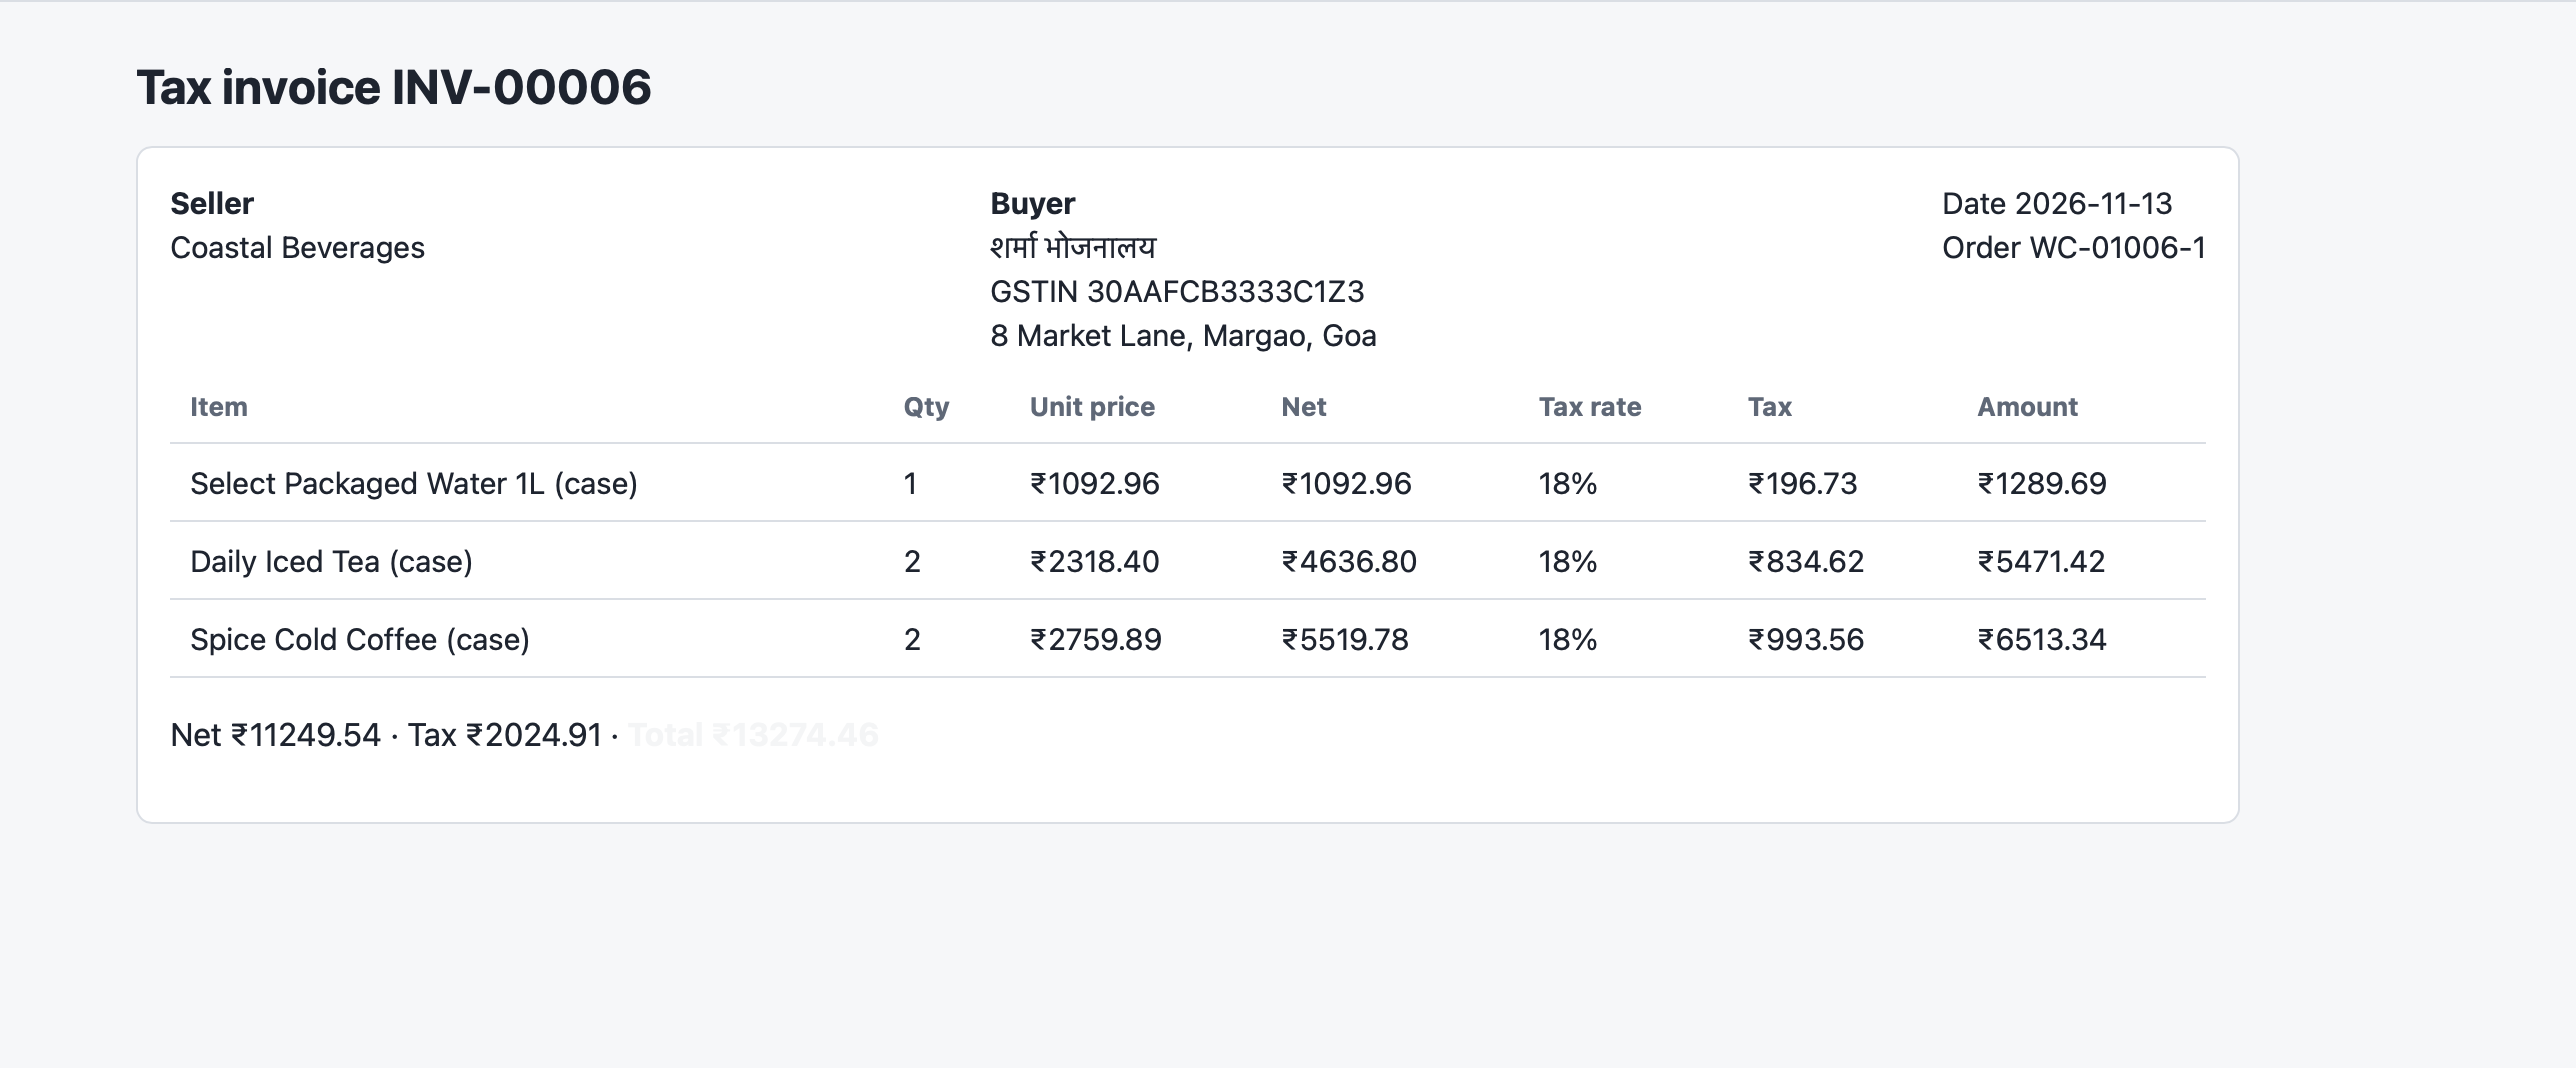 Tax invoice INV-00006
Seller
Coastal Beverages
Buyer
शर्मा भोजनालय
GSTIN 30AAFCB3333C1Z3
8 Market Lane, Margao, Goa
Date 2026-11-13
Order WC-01006-1
Item Qty Unit price Net Tax rate Tax Amount
Select Packaged Water 1L (case) 1 ₹1092.96 ₹1092.96 18% ₹196.73 ₹1289.69
Daily Iced Tea (case) 2 ₹2318.40 ₹4636.80 18% ₹834.62 ₹5471.42
Spice Cold Coffee (case) 2 ₹2759.89 ₹5519.78 18% ₹993.56 ₹6513.34
Net ₹11249.54 · Tax ₹2024.91 · Total ₹13274.46